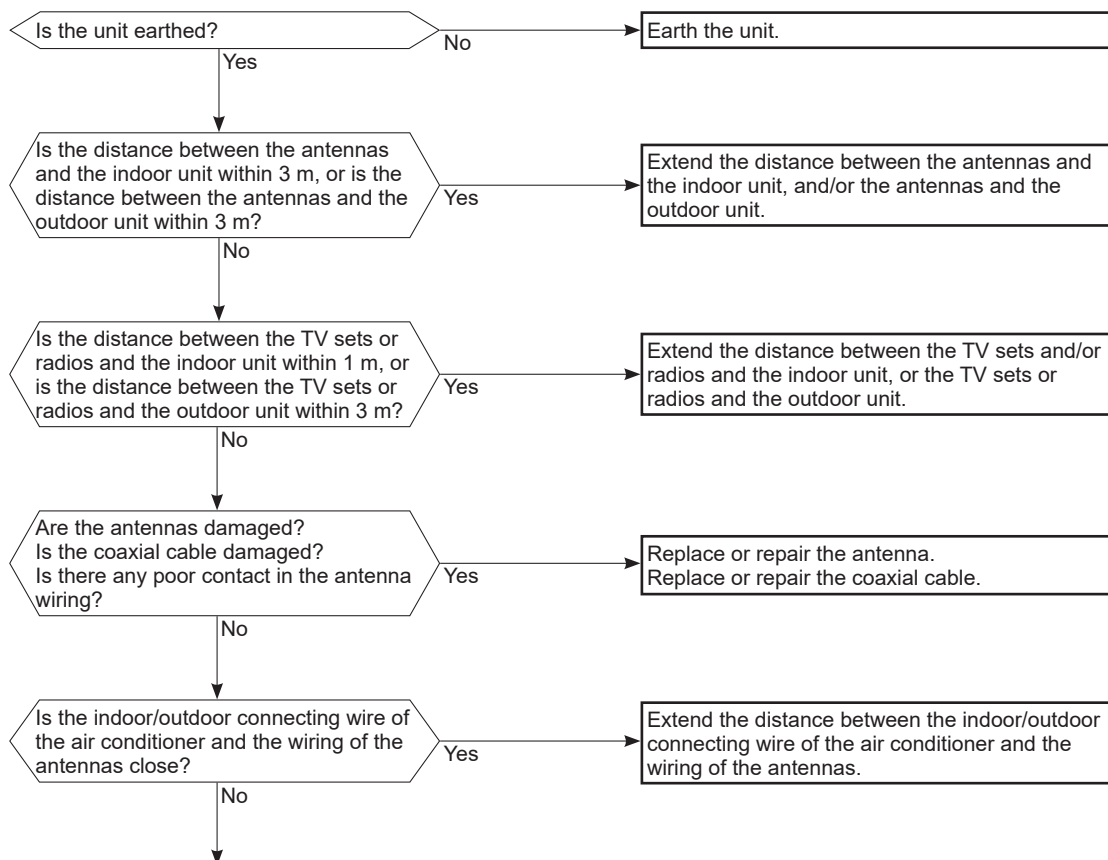 Is the unit earthed?
No
Earth the unit.
Yes
Is the distance between the antennas
and the indoor unit within 3 m, or is the
distance between the antennas and the
outdoor unit within 3 m?
Yes
Extend the distance between the antennas and
the indoor unit, and/or the antennas and the
outdoor unit.
No
Is the distance between the TV sets or
radios and the indoor unit within 1 m, or
is the distance between the TV sets or
radios and the outdoor unit within 3 m?
Yes
Extend the distance between the TV sets and/or
radios and the indoor unit, or the TV sets or
radios and the outdoor unit.
No
Are the antennas damaged?
Is the coaxial cable damaged?
Is there any poor contact in the antenna
wiring?
Yes
Replace or repair the antenna.
Replace or repair the coaxial cable.
No
Is the indoor/outdoor connecting wire of
the air conditioner and the wiring of the
antennas close?
Yes
Extend the distance between the indoor/outdoor
connecting wire of the air conditioner and the
wiring of the antennas.
No